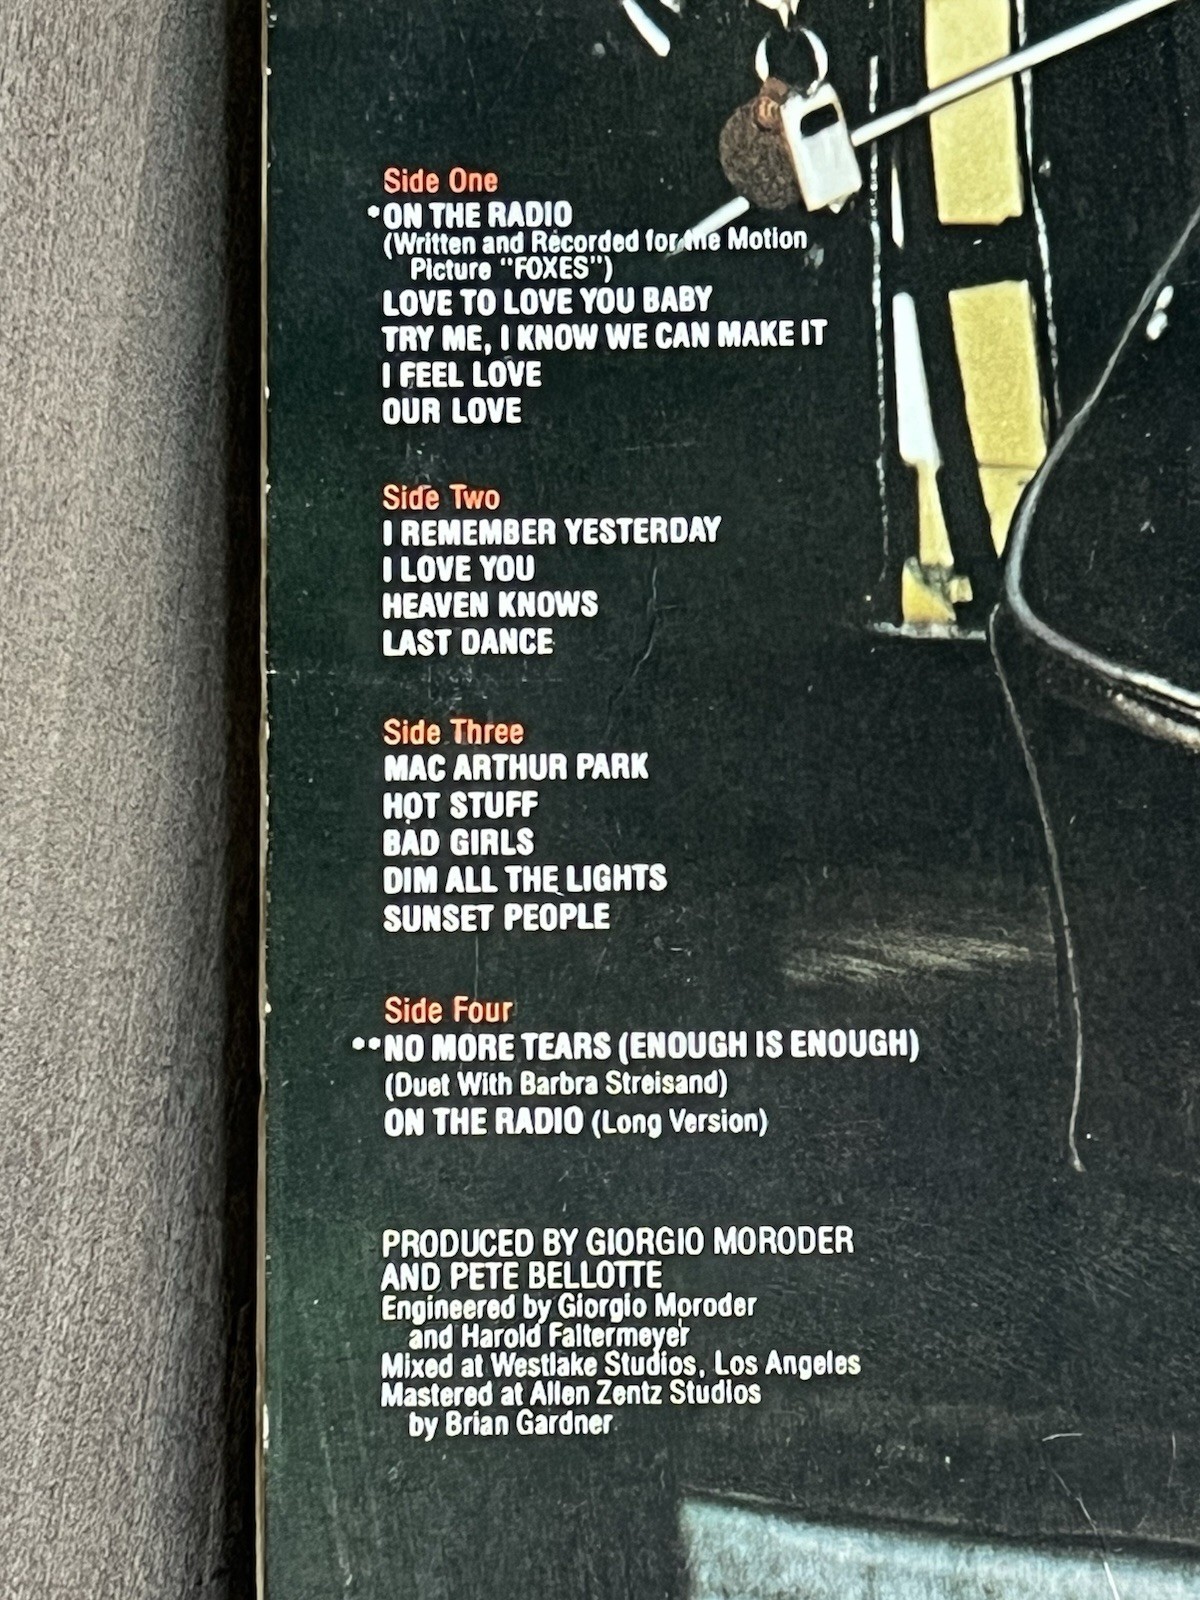 Side One
*ON THE RADIO
(Written and Recorded for the Motion
Picture "FOXES")
LOVE TO LOVE YOU BABY
TRY ME, I KNOW WE CAN MAKE IT
I FEEL LOVE
OUR LOVE
Side Two
I REMEMBER YESTERDAY
I LOVE YOU
HEAVEN KNOWS
LAST DANCE
Side Three
MAC ARTHUR PARK
HOT STUFF
BAD GIRLS
DIM ALL THE LIGHTS
SUNSET PEOPLE
Side Four
**NO MORE TEARS (ENOUGH IS ENOUGH)
(Duet With Barbra Streisand)
ON THE RADIO (Long Version)
PRODUCED BY GIORGIO MORODER
AND PETE BELLOTTE
Engineered by Giorgio Moroder
and Harold Faltermeyer
Mixed at Westlake Studios, Los Angeles
Mastered at Allen Zentz Studios
by Brian Gardner